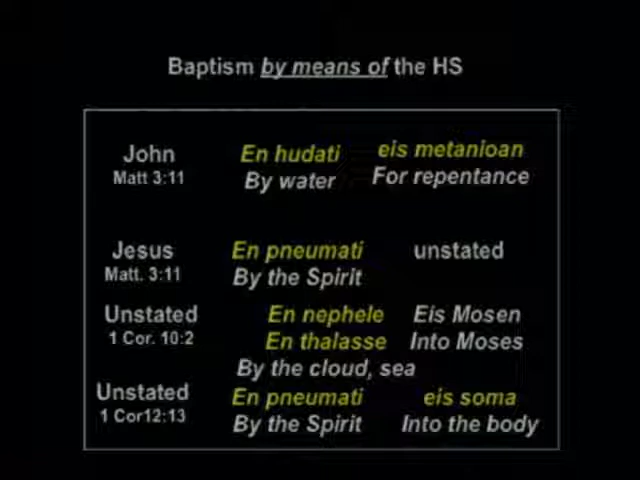 Baptism by means of the HS
John En hudati eis metanioan
Matt 3:11 By water For repentance
Jesus En pneumati unstated
Matt. 3:11 By the Spirit
Unstated En nephele Eis Mosen
1 Cor. 10:2 En thalasse Into Moses
By the cloud, sea
Unstated En pneumati eis soma
1 Cor12:13 By the Spirit Into the body